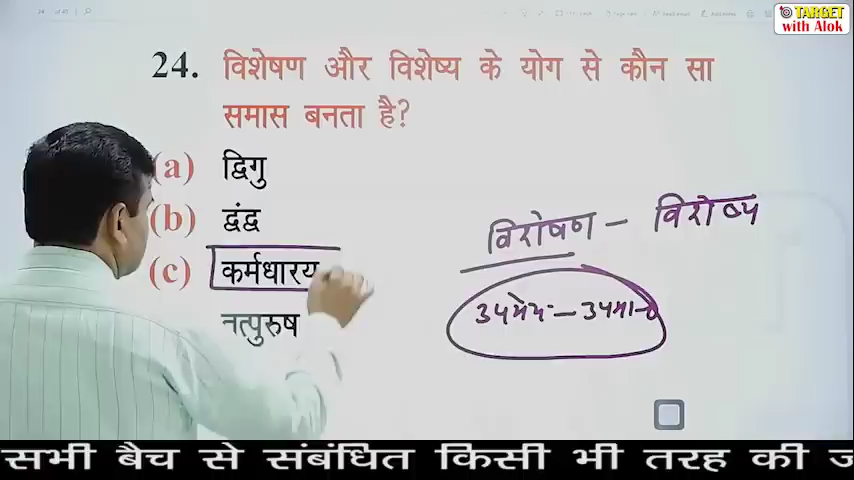 TARGET
with Alok
24. विशेषण और विशेष्य के योग से कौन सा
समास बनता है?
(a) द्विगु
(b) द्वंद्व
(c) कर्मधारय
तत्पुरुष
विशेषण – विशेष्य
उपमेय – उपमान
सभी बैच से संबंधित किसी भी तरह की